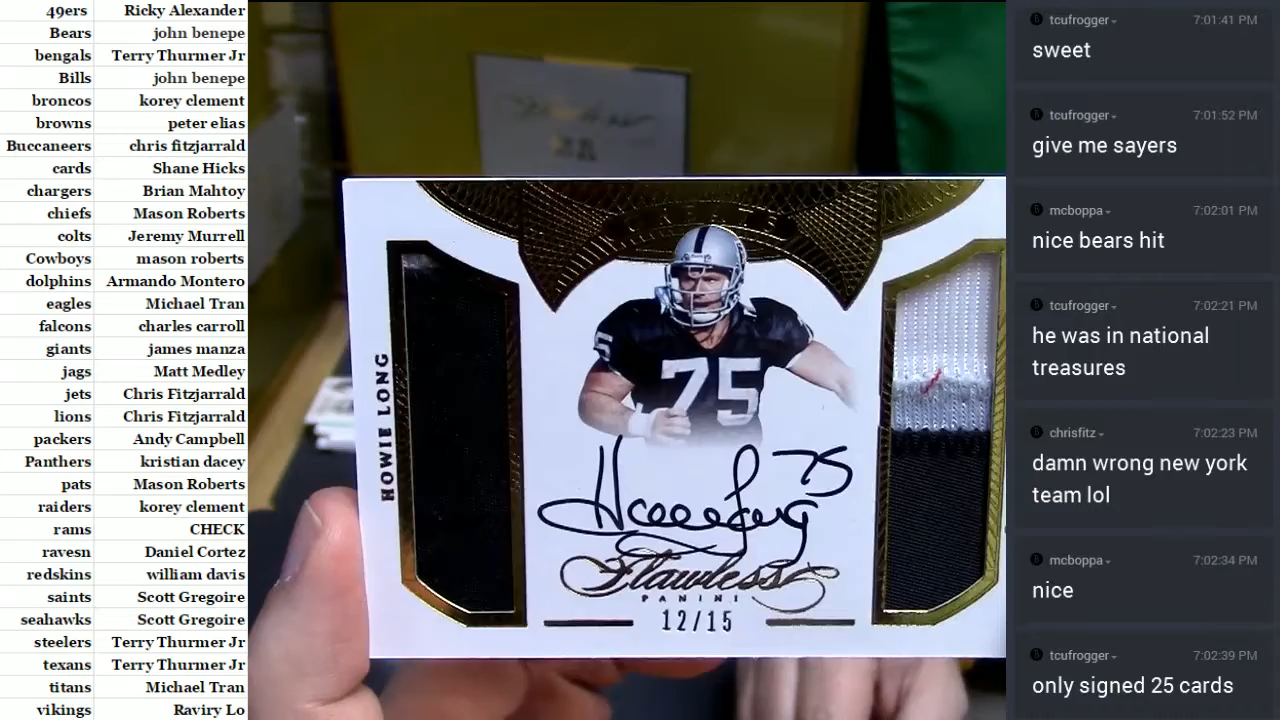 49ers Ricky Alexander
Bears john benepe
bengals Terry Thurmer Jr
Bills john benepe
broncos korey clement
browns peter elias
Buccaneers chris fitzjarrald
cards Shane Hicks
chargers Brian Mahtoy
chiefs Mason Roberts
colts Jeremy Murrell
Cowboys mason roberts
dolphins Armando Montero
eagles Michael Tran
falcons charles carroll
giants james manza
jags Matt Medley
jets Chris Fitzjarrald
lions Chris Fitzjarrald
packers Andy Campbell
Panthers kristian dacey
pats Mason Roberts
raiders korey clement
rams CHECK
ravesn Daniel Cortez
redskins william davis
saints Scott Gregoire
seahawks Scott Gregoire
steelers Terry Thurmer Jr
texans Terry Thurmer Jr
titans Michael Tran
vikings Raviry Lo
HOWIE LONG
75
Howie Long 75
Flawless
PANINI
12/15
tcufrogger 7:01:41 PM
sweet
tcufrogger 7:01:52 PM
give me sayers
mcboppa 7:02:01 PM
nice bears hit
tcufrogger 7:02:21 PM
he was in national
treasures
chrisfitz 7:02:23 PM
damn wrong new york
team lol
mcboppa 7:02:34 PM
nice
tcufrogger 7:02:39 PM
only signed 25 cards